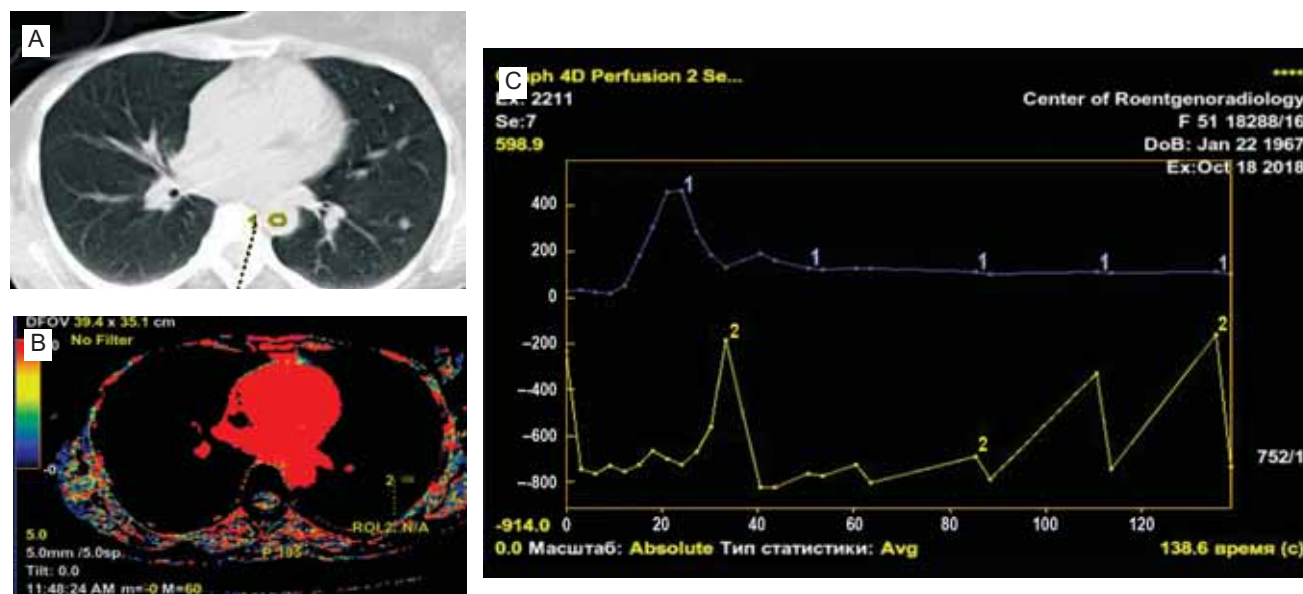 A
1
B
DFOV 39.4 x 35.1 cm
No Filter
2
ROI 2: N/A
5.0
5.0mm /5.0sp
Tilt: 0.0
11:48:24 AM m=-0 M=60
C
ph 4D Perfusion 2 Se...
Ex: 2211
Se:7
598.9
Center of Roentgenoradiology
F 51 18288/16
DoB: Jan 22 1967
Ex:Oct 18 2018
400
200
0
-200
-400
-600
-800
-914.0
1
1
1
1
1
2
2
2
752/1
0 20 40 60 80 100 120
0.0 Масштаб: Absolute Тип статистики: Avg
138.6 время (с)